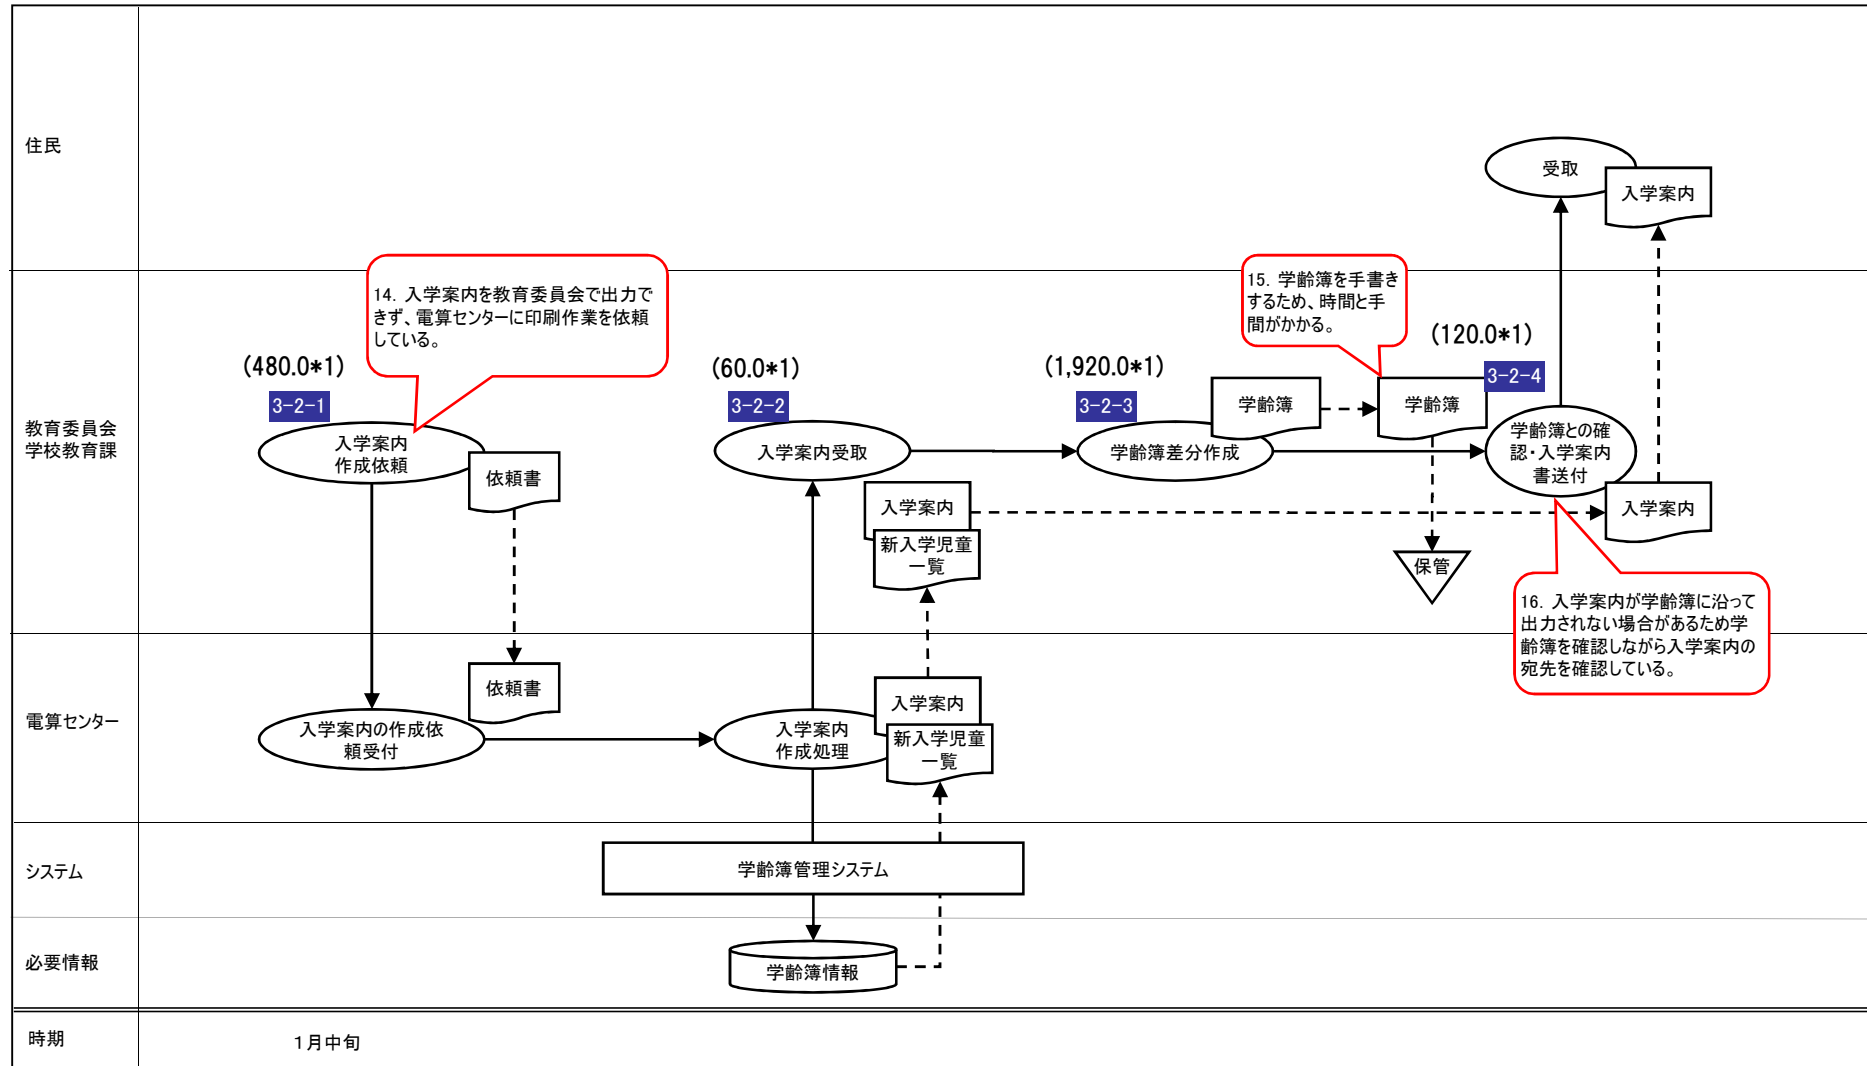 住民
受取
入学案内
14．入学案内を教育委員会で出力で
きず、電算センターに印刷作業を依頼
している。
15．学齢簿を手書き
するため、時間と手
間がかかる。
(480.0*1)
(60.0*1)
(1,920.0*1)
(120.0*1)
3-2-1
3-2-2
3-2-3
3-2-4
教育委員会
学校教育課
入学案内
作成依頼
依頼書
入学案内受取
学齢簿差分作成
学齢簿
学齢簿
学齢簿との確
認・入学案内
書送付
入学案内
新入学児童
一覧
入学案内
保管
16．入学案内が学齢簿に沿って
出力されない場合があるため学
齢簿を確認しながら入学案内の
宛先を確認している。
電算センター
依頼書
入学案内の作成依
頼受付
入学案内
作成処理
入学案内
新入学児童
一覧
システム
学齢簿管理システム
必要情報
学齢簿情報
時期
１月中旬